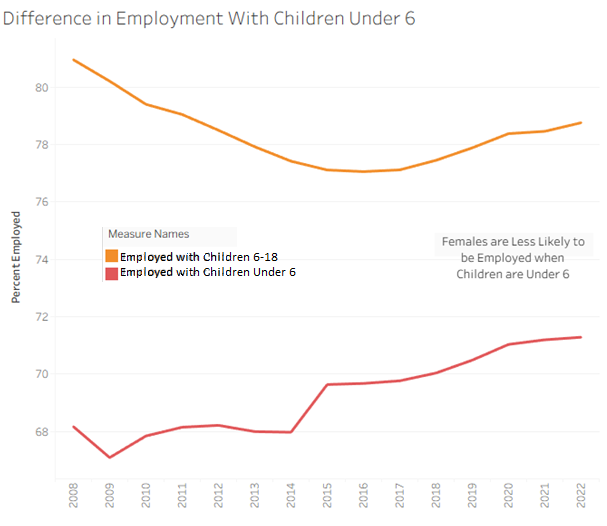 Difference in Employment With Children Under 6
80
78
76
74
72
70
68
Percent Employed
Measure Names
Employed with Children 6-18
Employed with Children Under 6
Females are Less Likely to
be Employed when
Children are Under 6
2008
2009
2010
2011
2012
2013
2014
2015
2016
2017
2018
2019
2020
2021
2022